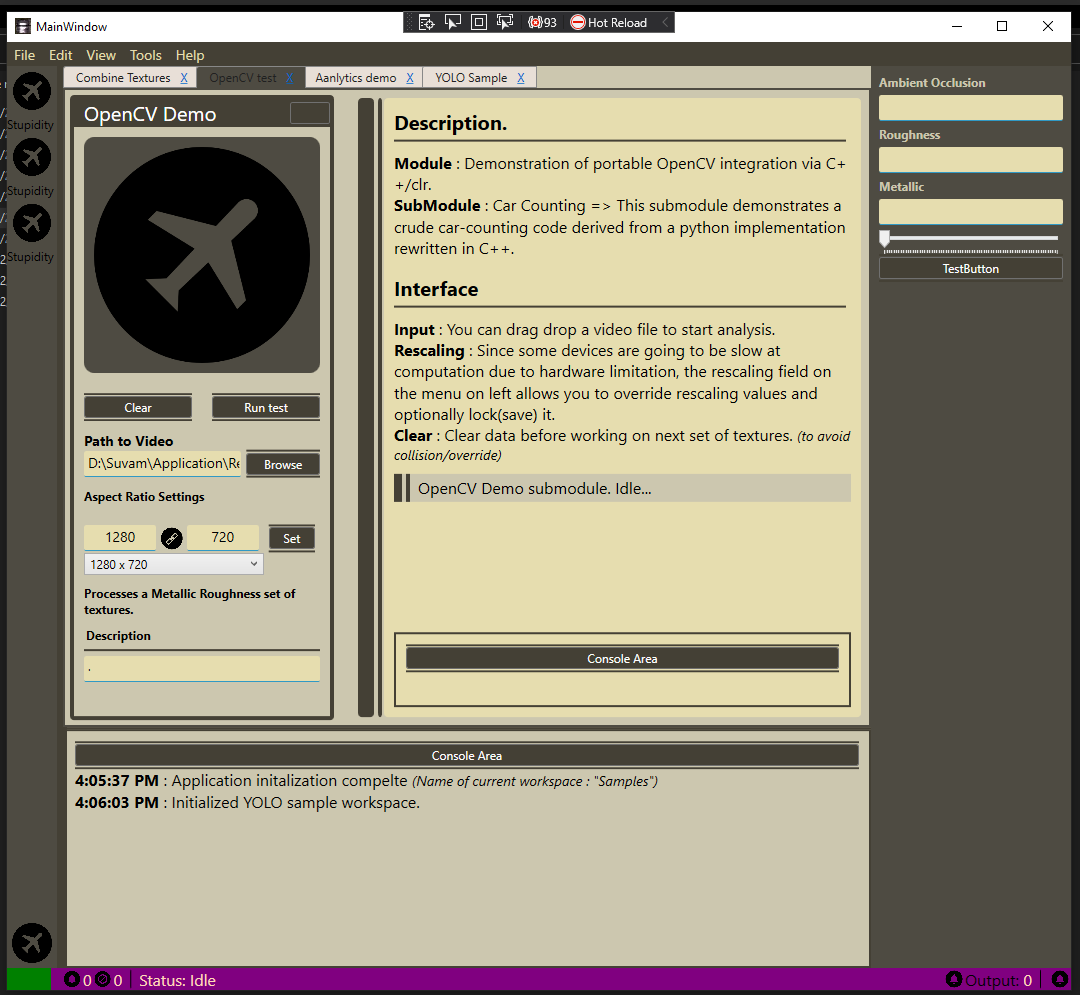 MainWindow
93
Hot Reload
File Edit View Tools Help
Combine Textures X
OpenCV test X
Aanlytics demo X
YOLO Sample X
Stupidity
Stupidity
Stupidity
OpenCV Demo
Clear
Run test
Path to Video
D:\Suvam\Application\Re
Browse
Aspect Ratio Settings
1280
720
Set
1280 x 720
Processes a Metallic Roughness set of
textures.
Description
.
Description.
Module : Demonstration of portable OpenCV integration via C+
+/clr.
SubModule : Car Counting => This submodule demonstrates a
crude car-counting code derived from a python implementation
rewritten in C++.
Interface
Input : You can drag drop a video file to start analysis.
Rescaling : Since some devices are going to be slow at
computation due to hardware limitation, the rescaling field on
the menu on left allows you to override rescaling values and
optionally lock(save) it.
Clear : Clear data before working on next set of textures. (to avoid
collision/override)
OpenCV Demo submodule. Idle...
Console Area
Ambient Occlusion
Roughness
Metallic
TestButton
Console Area
4:05:37 PM : Application initalization compelte (Name of current workspace : "Samples")
4:06:03 PM : Initialized YOLO sample workspace.
0 0 Status: Idle
Output: 0